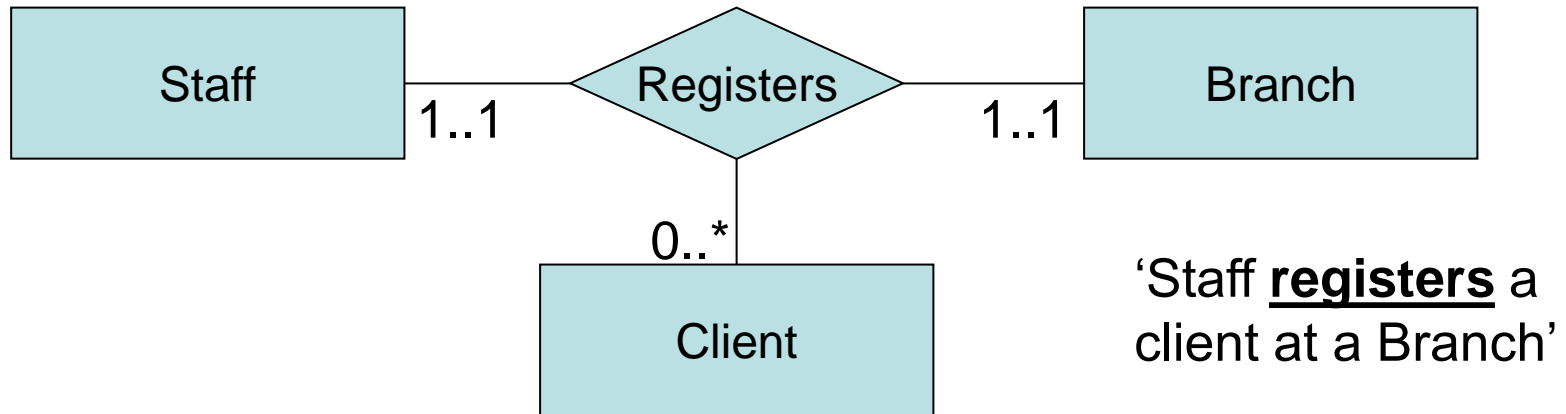 Staff
Registers
Branch
1..1
1..1
0..*
Client
‘Staff registers a
client at a Branch’